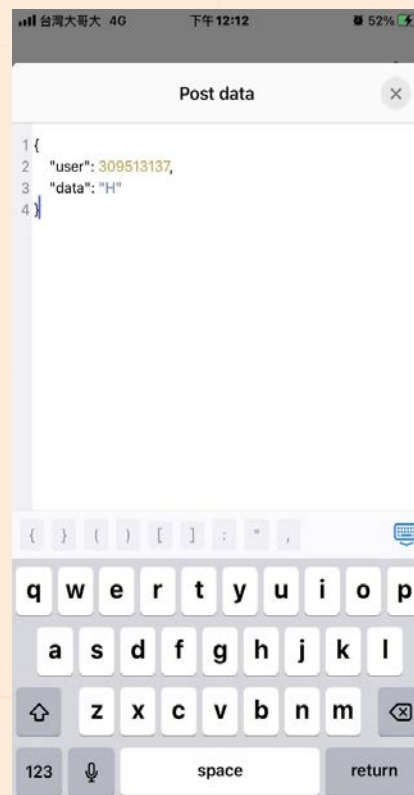 台灣大哥大 4G 下午12:12 52%
Post data
1 {
2 "user": 309513137,
3 "data": "H"
4 }
{ } ( ) [ ] : " ,
q w e r t y u i o p
a s d f g h j k l
z x c v b n m
123 space return